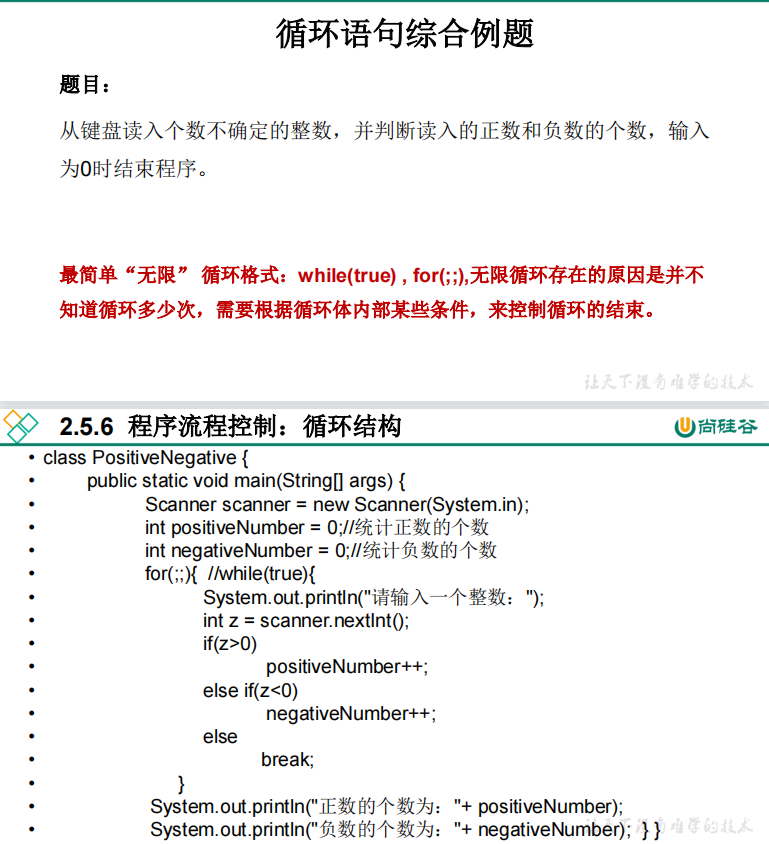 循环语句综合例题
题目：
从键盘读入个数不确定的整数，并判断读入的正数和负数的个数，输入
为0时结束程序。
最简单“无限” 循环格式：while(true) , for(;;),无限循环存在的原因是并不
知道循环多少次，需要根据循环体内部某些条件，来控制循环的结束。
让天下没有难学的技术
2.5.6 程序流程控制：循环结构
尚硅谷
• class PositiveNegative {
• public static void main(String[] args) {
• Scanner scanner = new Scanner(System.in);
• int positiveNumber = 0;//统计正数的个数
• int negativeNumber = 0;//统计负数的个数
• for(;;){ //while(true){
• System.out.println("请输入一个整数：");
• int z = scanner.nextInt();
• if(z>0)
• positiveNumber++;
• else if(z<0)
• negativeNumber++;
• else
• break;
• }
• System.out.println("正数的个数为："+ positiveNumber);
• System.out.println("负数的个数为："+ negativeNumber); } }
让天下没有难学的技术